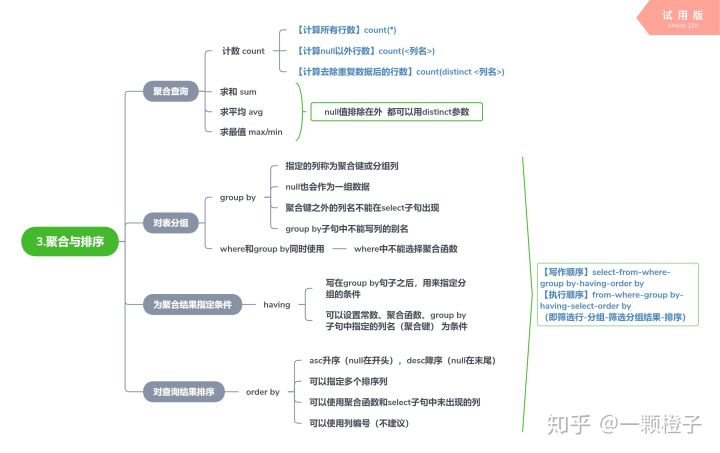 试用版
XMind: ZEN
【计算所有行数】count(*)
计数 count
【计算null以外行数】count(<列名>)
【计算去除重复数据后的行数】count(distinct <列名>)
聚合查询
求和 sum
求平均 avg
null值排除在外 都可以用distinct参数
求最值 max/min
指定的列称为聚合键或分组列
null也会作为一组数据
group by
聚合键之外的列名不能在select子句出现
对表分组
group by子句中不能写列的别名
where和group by同时使用
where中不能选择聚合函数
3.聚合与排序
写在group by句子之后，用来指定分
组的条件
为聚合结果指定条件
having
可以设置常数、聚合函数、group by
子句中指定的列名（聚合键） 为条件
【写作顺序】select-from-where-
group by-having-order by
【执行顺序】from-where-group by-
having-select-order by
（即筛选行-分组-筛选分组结果-排序）
asc升序（null在开头），desc降序（null在末尾）
可以指定多个排序列
对查询结果排序
order by
可以使用聚合函数和select子句中未出现的列
可以使用列编号（不建议）
知乎 @一颗橙子